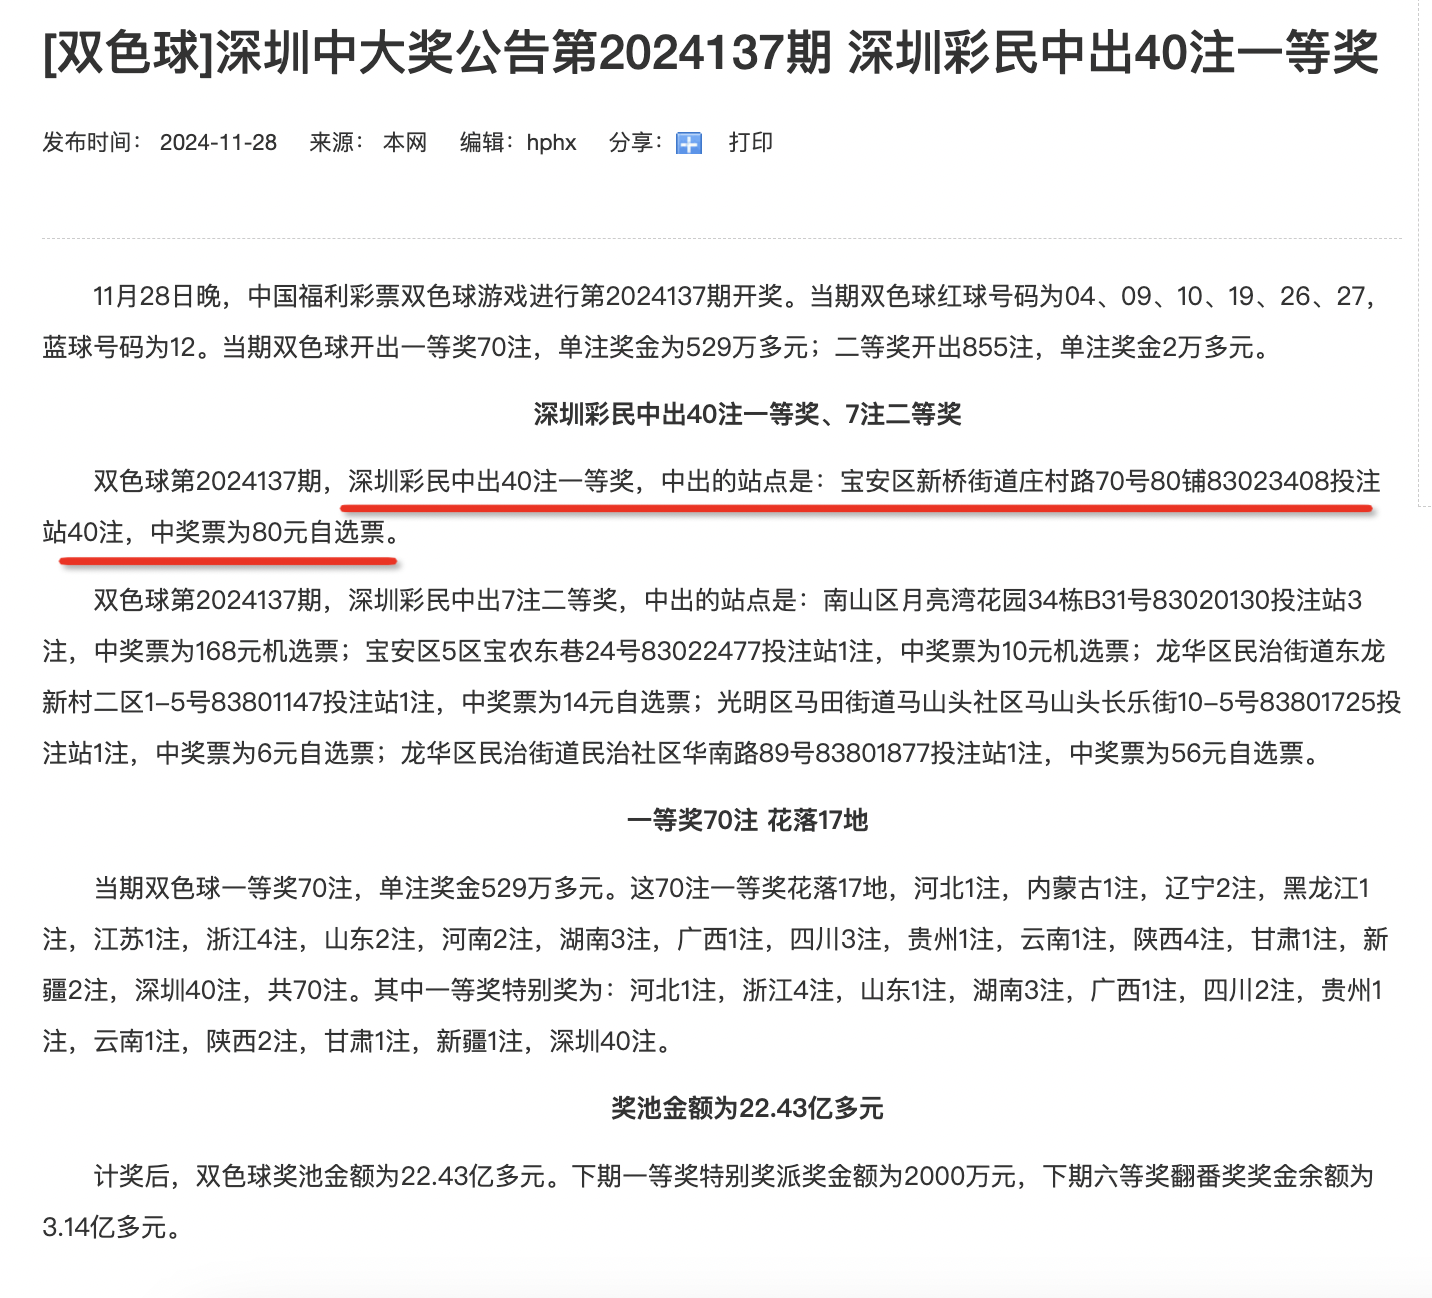 [双色球]深圳中大奖公告第2024137期 深圳彩民中出40注一等奖
发布时间： 2024-11-28 来源： 本网 编辑：hphx 分享： 打印
11月28日晚，中国福利彩票双色球游戏进行第2024137期开奖。当期双色球红球号码为04、09、10、19、26、27，
蓝球号码为12。当期双色球开出一等奖70注，单注奖金为529万多元；二等奖开出855注，单注奖金2万多元。
深圳彩民中出40注一等奖、7注二等奖
双色球第2024137期，深圳彩民中出40注一等奖，中出的站点是：宝安区新桥街道庄村路70号80铺83023408投注
站40注，中奖票为80元自选票。
双色球第2024137期，深圳彩民中出7注二等奖，中出的站点是：南山区月亮湾花园34栋B31号83020130投注站3
注，中奖票为168元机选票；宝安区5区宝农东巷24号83022477投注站1注，中奖票为10元机选票；龙华区民治街道东龙
新村二区1-5号83801147投注站1注，中奖票为14元自选票；光明区马田街道马山头社区马山头长乐街10-5号83801725投
注站1注，中奖票为6元自选票；龙华区民治街道民治社区华南路89号83801877投注站1注，中奖票为56元自选票。
一等奖70注 花落17地
当期双色球一等奖70注，单注奖金529万多元。这70注一等奖花落17地，河北1注，内蒙古1注，辽宁2注，黑龙江1
注，江苏1注，浙江4注，山东2注，河南2注，湖南3注，广西1注，四川3注，贵州1注，云南1注，陕西4注，甘肃1注，新
疆2注，深圳40注，共70注。其中一等奖特别奖为：河北1注，浙江4注，山东1注，湖南3注，广西1注，四川2注，贵州1
注，云南1注，陕西2注，甘肃1注，新疆1注，深圳40注。
奖池金额为22.43亿多元
计奖后，双色球奖池金额为22.43亿多元。下期一等奖特别奖派奖金额为2000万元，下期六等奖翻番奖奖金余额为
3.14亿多元。